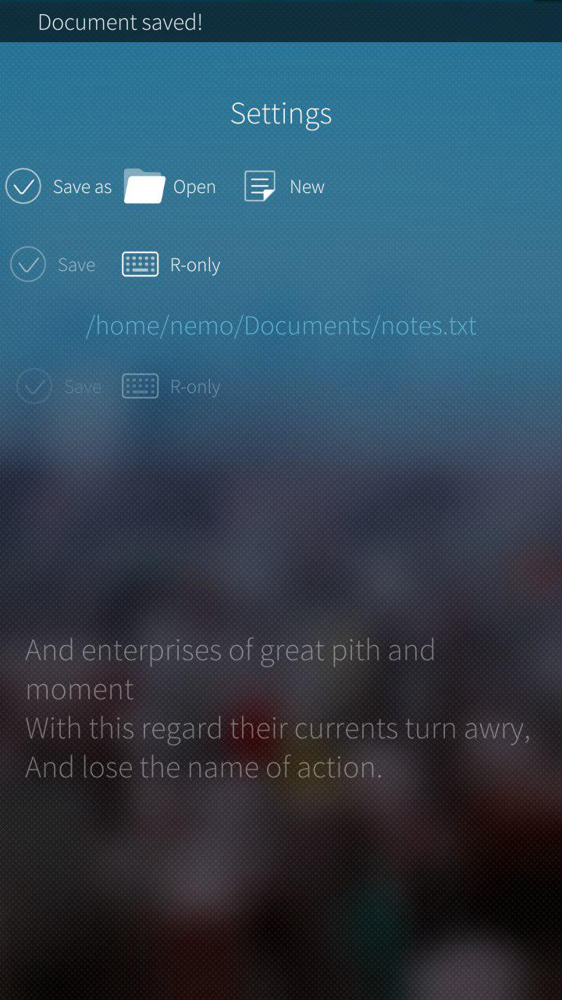 Document saved!
Settings
Save as Open New
Save R-only
/home/nemo/Documents/notes.txt
Save R-only
And enterprises of great pith and
moment
With this regard their currents turn awry,
And lose the name of action.